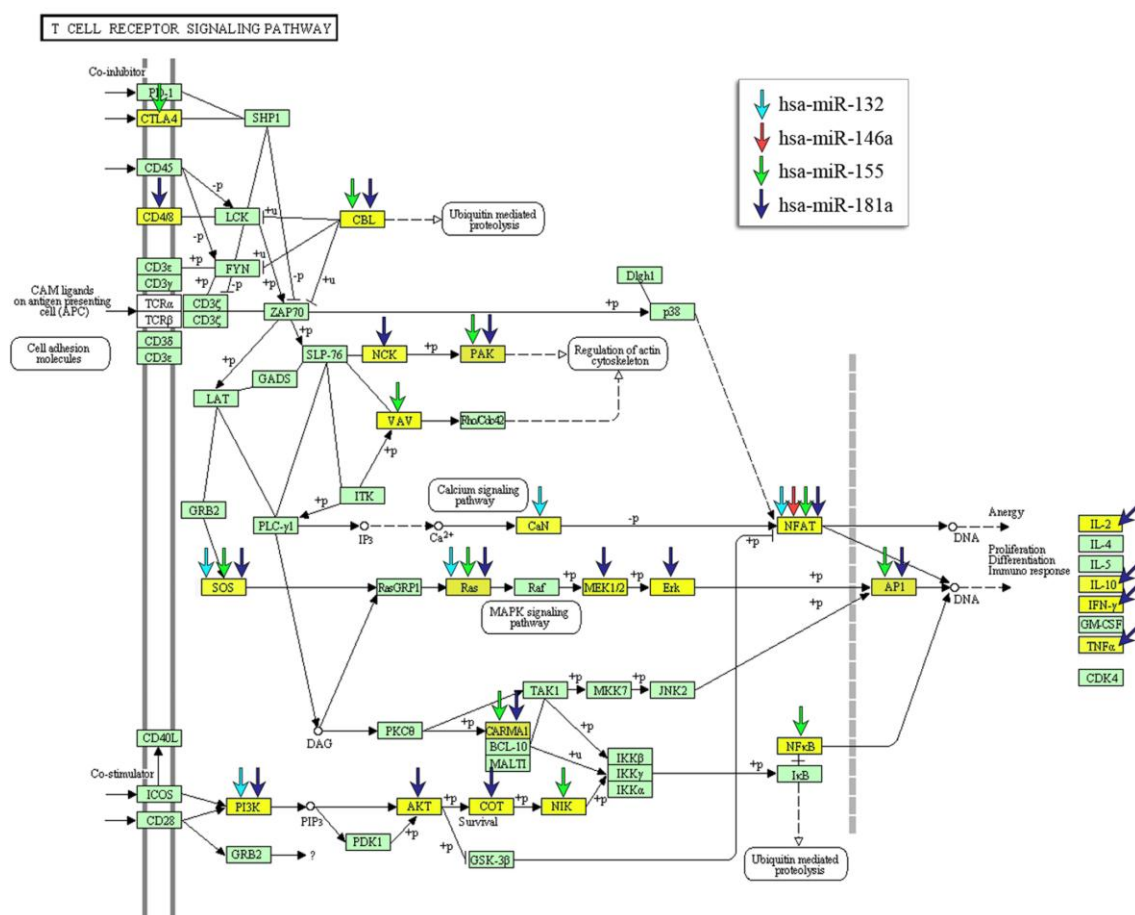 T CELL RECEPTOR SIGNALING PATHWAY
hsa-miR-132
hsa-miR-146a
hsa-miR-155
hsa-miR-181a
Co-inhibitor
PD-1
CTLA4
SHP1
CD45
-p
CD4/8
LCK
+u
CBL
Ubiquitin mediated
proteolysis
-p
+u
CD3ε
+p
FYN
+p
-p
+u
Dlgh1
CD3γ
+p
-p
CAM ligands
on antigen presenting
cell (APC)
TCRα
CD3ζ
ZAP70
+p
p38
TCRβ
CD3ζ
Cell adhesion
molecules
CD3δ
CD3ε
+p
+p
SLP-76
NCK
+p
PAK
Regulation of actin
cytoskeleton
GADS
LAT
VAV
Rho/Cdc42
+p
ITK
Calcium signaling
pathway
GRB2
PLC-γ1
+p
IP3
Ca2+
CaN
-p
NFAT
+p
DNA
Anergy
IL-2
IL-4
IL-5
IL-10
IFN-γ
GM-CSF
TNFα
CDK4
Proliferation
Differentiation
Immuno response
SOS
RasGRP1
Ras
Raf
+p
MEK1/2
+p
Erk
+p
AP1
DNA
MAPK signaling
pathway
+p
TAK1
+p
MKK7
+p
JNK2
DAG
PKCθ
+p
CARMA1
BCL-10
MALT1
+p
+u
IKKβ
IKKγ
IKKα
+p
NFκB
IκB
CD40L
Co-stimulator
ICOS
CD28
PI3K
PIP3
+p
AKT
+p
COT
Survival
+p
NIK
+p
PDK1
+p
+p
GSK-3β
GRB2
?
Ubiquitin mediated
proteolysis